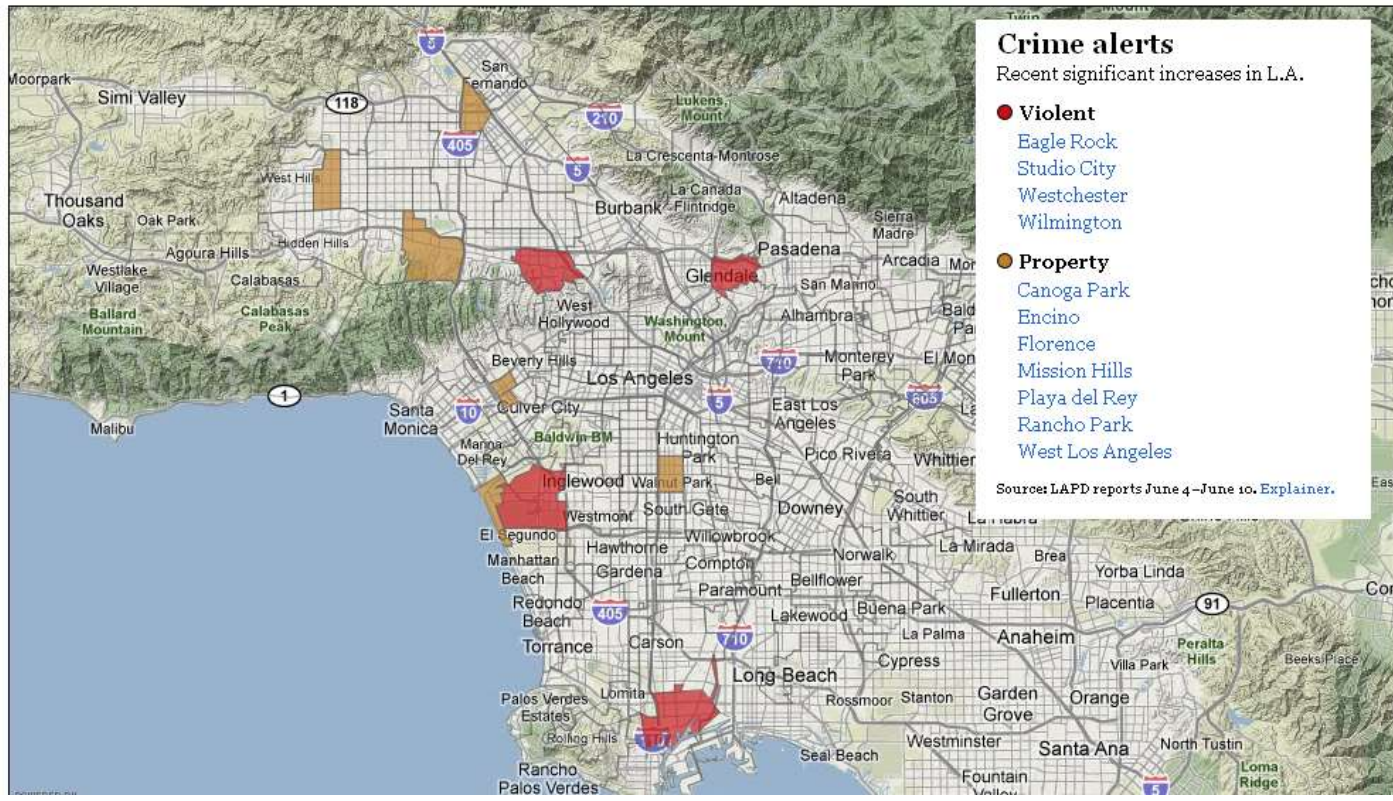 Crime alerts
Recent significant increases in L.A.
Violent
Eagle Rock
Studio City
Westchester
Wilmington
Property
Canoga Park
Encino
Florence
Mission Hills
Playa del Rey
Rancho Park
West Los Angeles
Source: LAPD reports June 4–June 10. Explainer.
5
San
Fernando
Moorpark
Simi Valley
118
Lukens,
Mount
210
405
La Crescenta-Montrose
5
West Hills
La Canada
Flintridge
Altadena
Thousand
Oaks
Oak Park
Burbank
Sierra
Madre
Agoura Hills
Hidden Hills
Pasadena
Arcadia
Westlake
Village
Calabasas
Glendale
San Marino
Ballard
Mountain
Calabasas
Peak
West
Hollywood
Washington,
Mount
Alhambra
Beverly Hills
710
Monterey
Park
El Mon
Los Angeles
1
Santa
Monica
10
Culver City
5
605
East Los
Angeles
Malibu
Marina
Del Rey
Baldwin BM
Huntington
Park
Pico Rivera
Whittier
Inglewood
Walnut Park
Bell
Westmont
South Gate
Downey
South
Whittier
La Habra
El Segundo
Hawthorne
Willowbrook
Norwalk
La Mirada
Brea
Manhattan
Beach
Gardena
Compton
Bellflower
Yorba Linda
Paramount
Fullerton
Placentia
91
Redondo
Beach
405
Lakewood
Buena Park
Torrance
Carson
710
La Palma
Anaheim
Peralta
Hills
Long Beach
Cypress
Villa Park
Beeks Place
Palos Verdes
Estates
Lomita
Rossmoor
Stanton
Garden
Grove
Orange
Rolling Hills
110
Seal Beach
Westminster
Santa Ana
North Tustin
Rancho
Palos Verdes
Fountain
Valley
5
Loma
Ridge